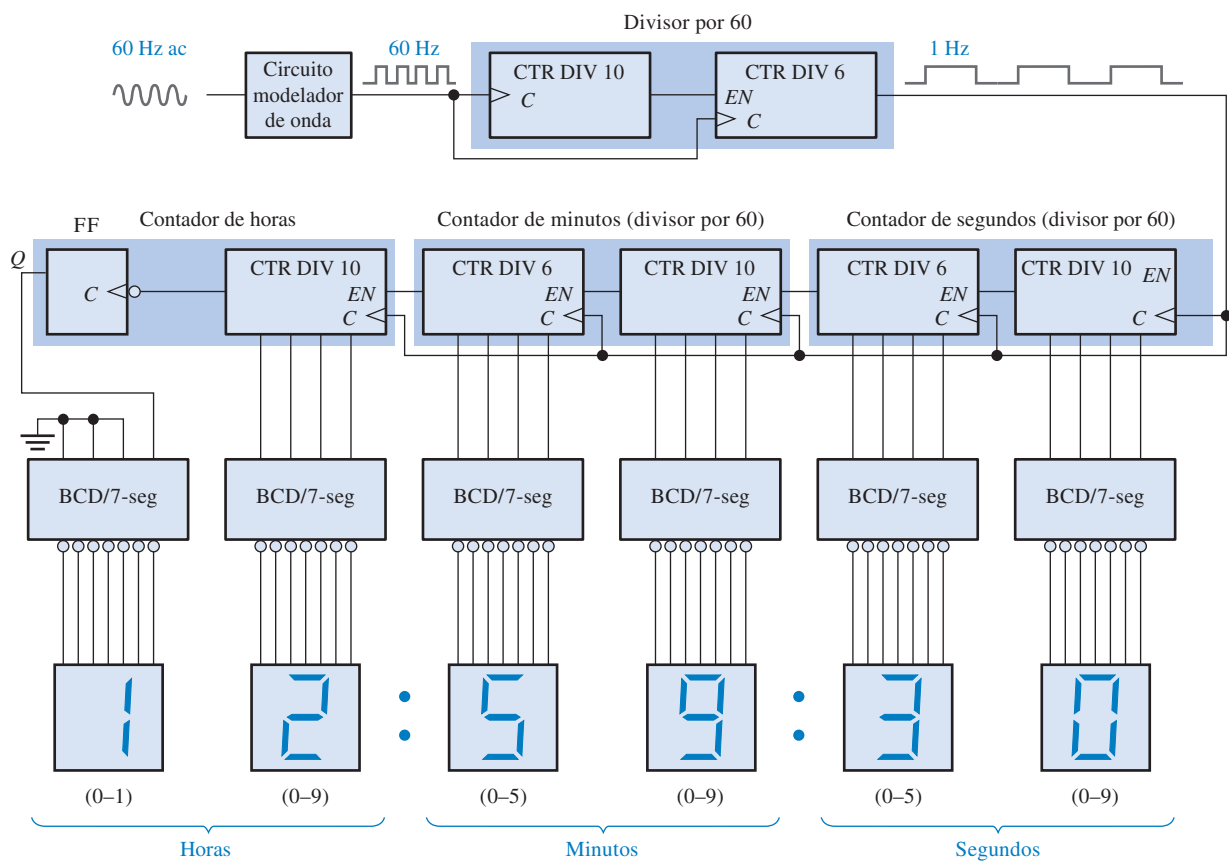 Divisor por 60
60 Hz ac
60 Hz
1 Hz
Circuito
modelador
de onda
CTR DIV 10
C
CTR DIV 6
EN
C
FF
Contador de horas
Contador de minutos (divisor por 60)
Contador de segundos (divisor por 60)
Q
C
CTR DIV 10
EN
C
CTR DIV 6
EN
C
CTR DIV 10
EN
C
CTR DIV 6
EN
C
CTR DIV 10
EN
C
BCD/7-seg
BCD/7-seg
BCD/7-seg
BCD/7-seg
BCD/7-seg
BCD/7-seg
1 2 : 5 9 : 3 0
(0–1)
(0–9)
(0–5)
(0–9)
(0–5)
(0–9)
Horas
Minutos
Segundos